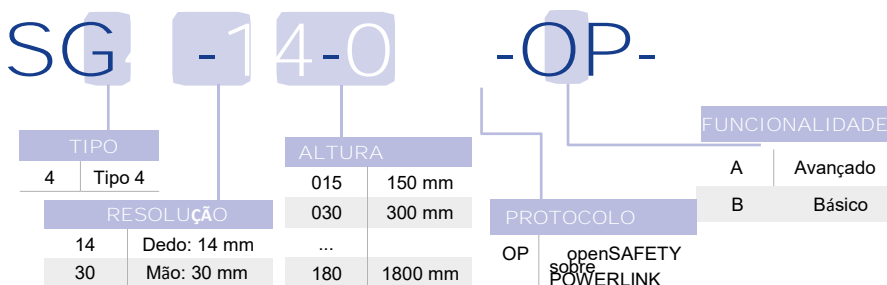 SG4 -14-0 -OP-
TIPO
4 Tipo 4
RESOLUÇÃO
14 Dedo: 14 mm
30 Mão: 30 mm
ALTURA
015 150 mm
030 300 mm
...
180 1800 mm
PROTOCOLO
OP openSAFETY
sobre
POWERLINK
FUNCIONALIDADE
A Avançado
B Básico